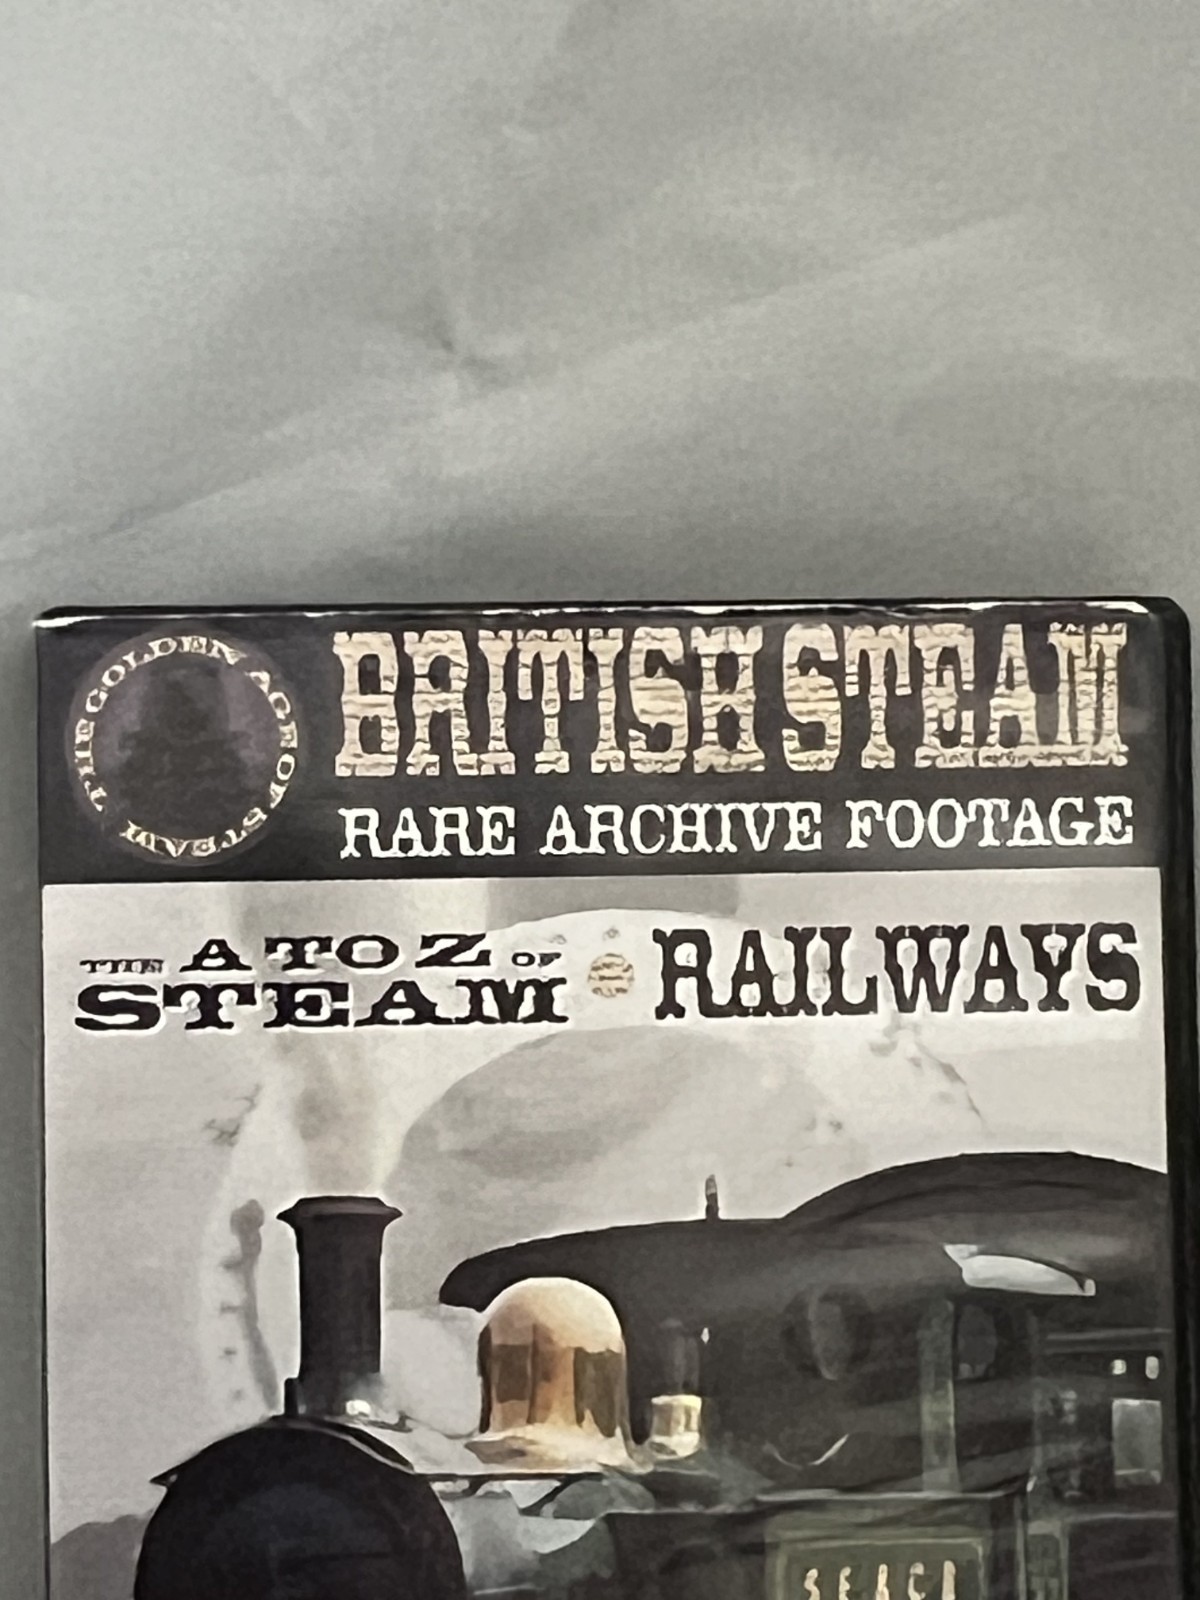 THE GOLDEN AGE OF STEAM
BRITISH STEAM
RARE ARCHIVE FOOTAGE
THE A TO Z OF
STEAM RAILWAYS